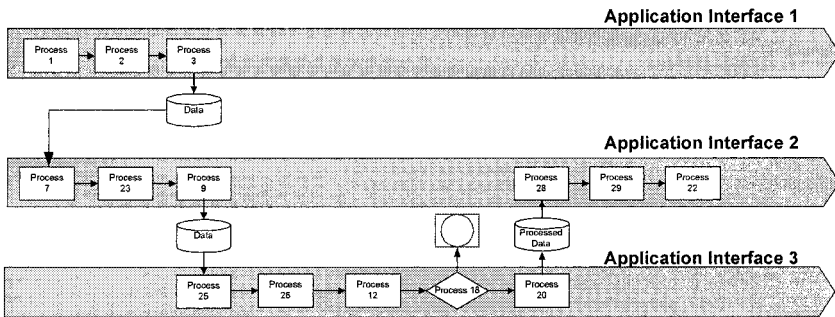 Application Interface 1
Process
1
Process
2
Process
3
Data
Application Interface 2
Process
7
Process
23
Process
9
Process
28
Process
29
Process
22
Data
Processed
Data
Application Interface 3
Process
25
Process
26
Process
12
Process 18
Process
20